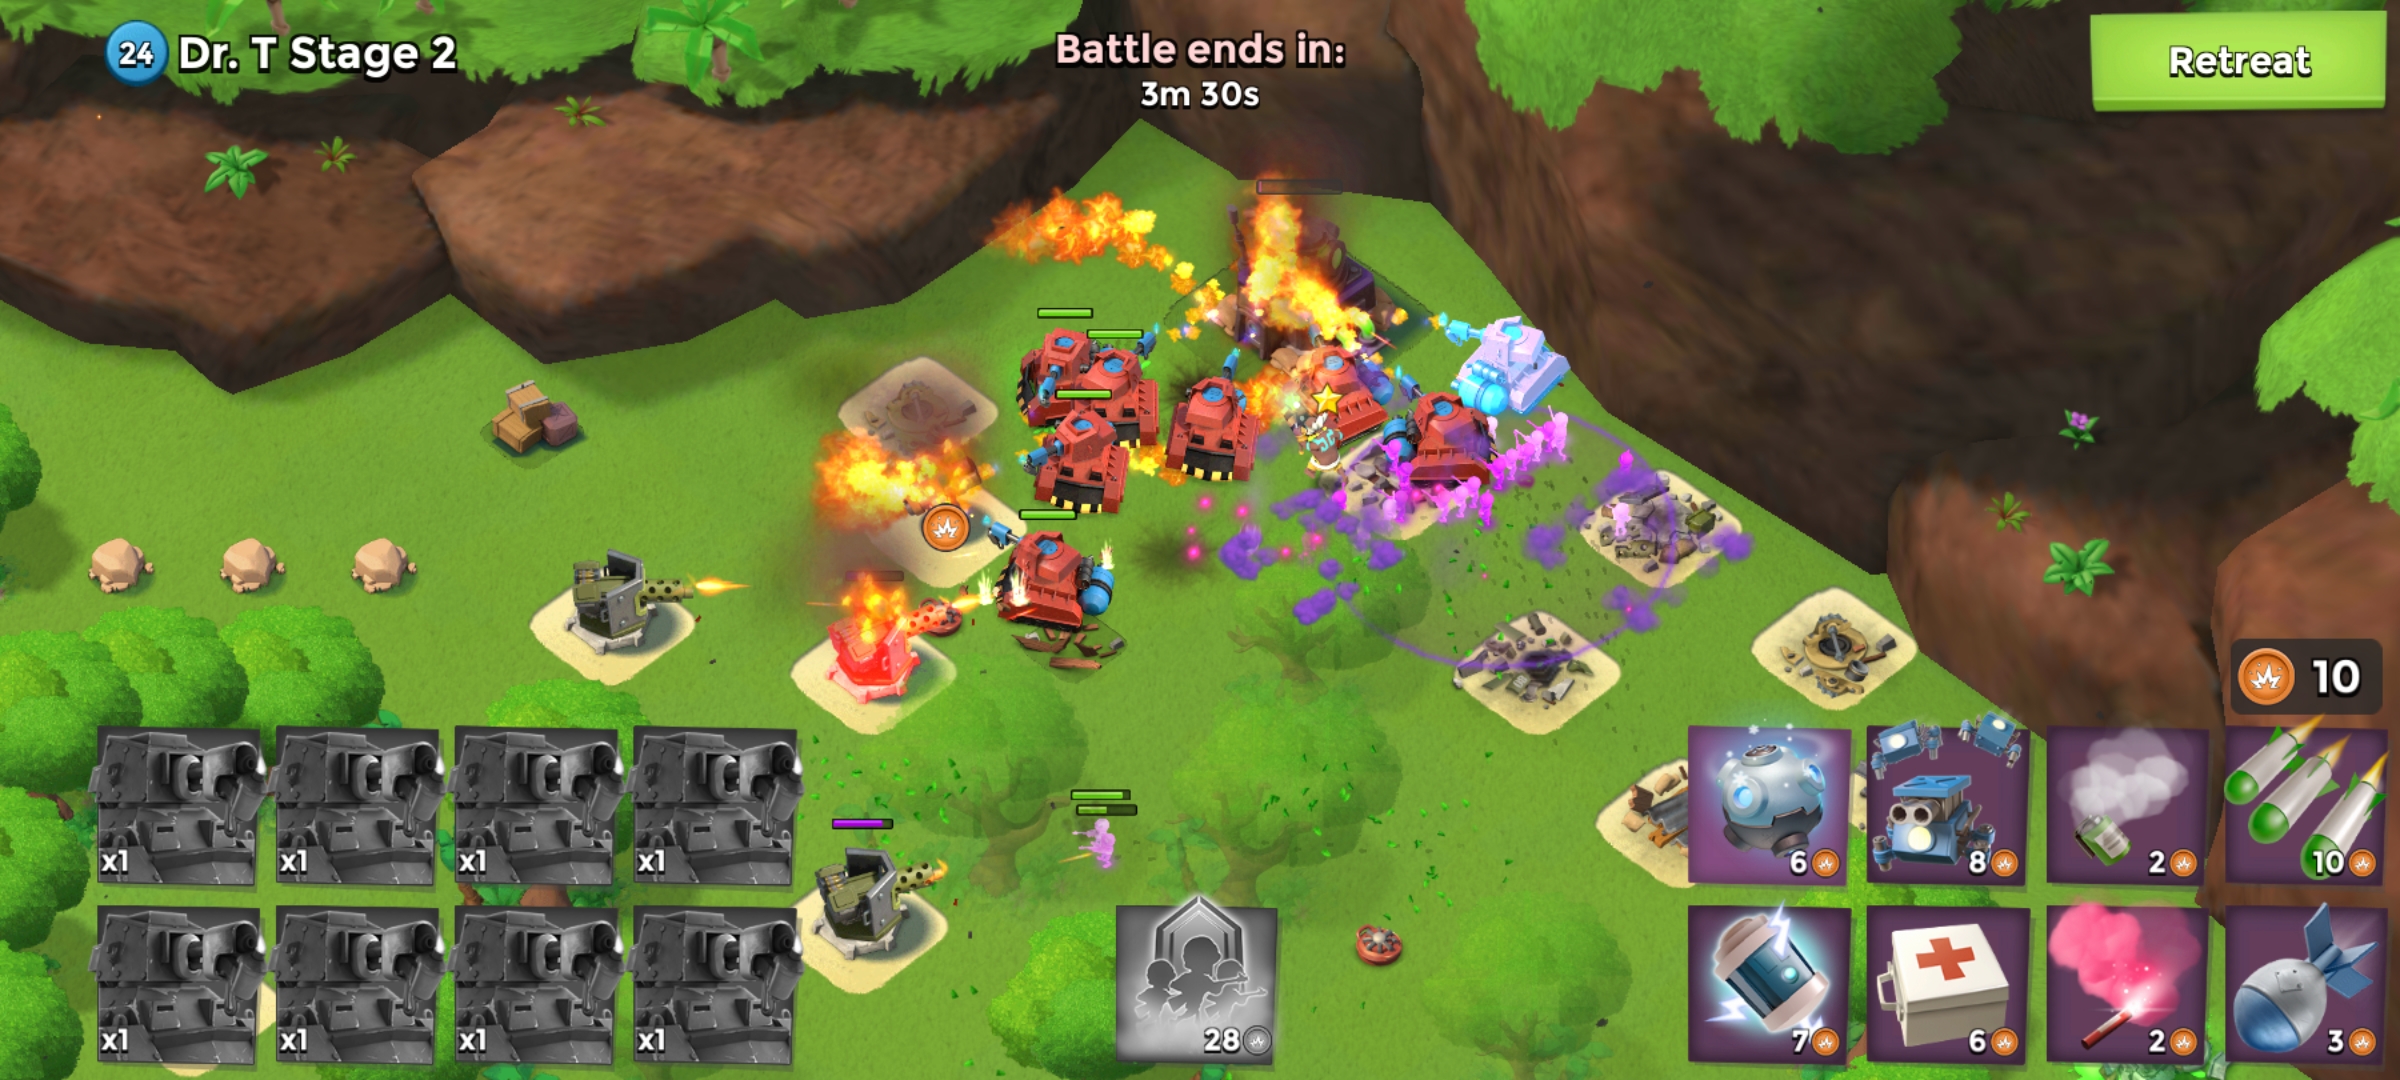 24 Dr. T Stage 2
Battle ends in:
3m 30s
Retreat
10
x1 x1 x1 x1
6 8 2 10
x1 x1 x1 x1
28
7 6 2 3